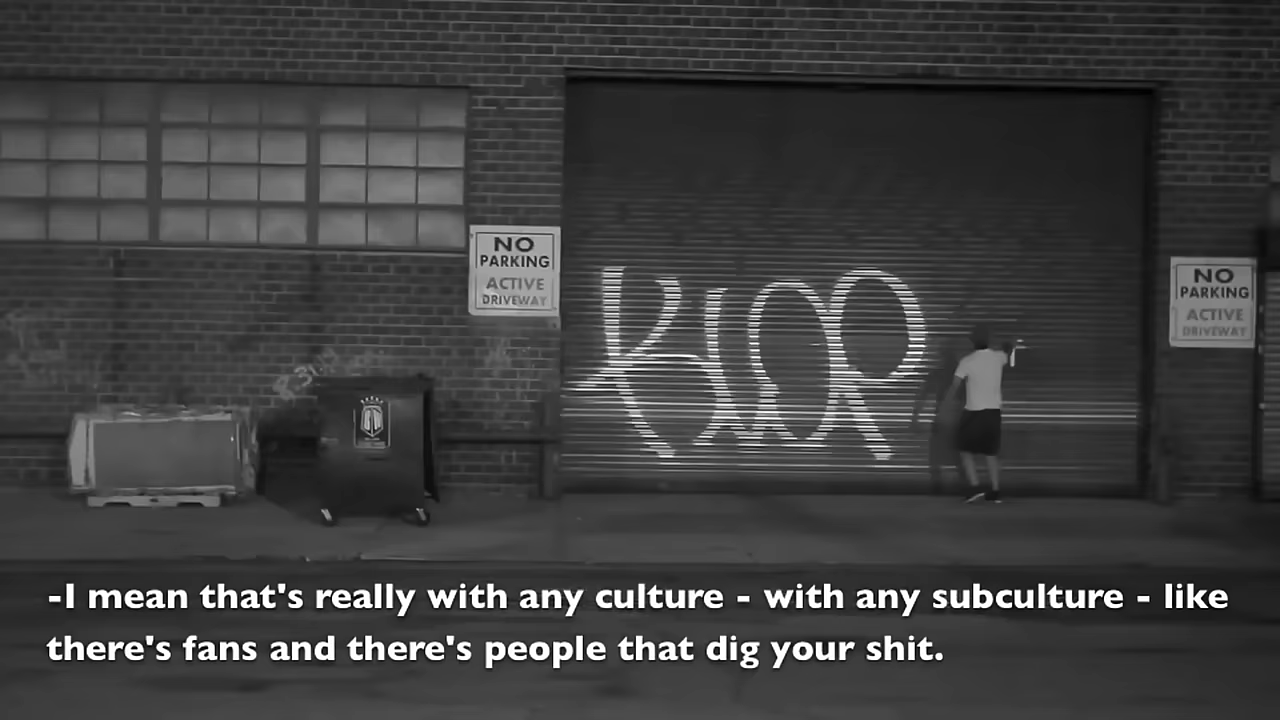 NO
PARKING
ACTIVE
DRIVEWAY
NO
PARKING
ACTIVE
DRIVEWAY
-I mean that's really with any culture - with any subculture - like
there's fans and there's people that dig your shit.